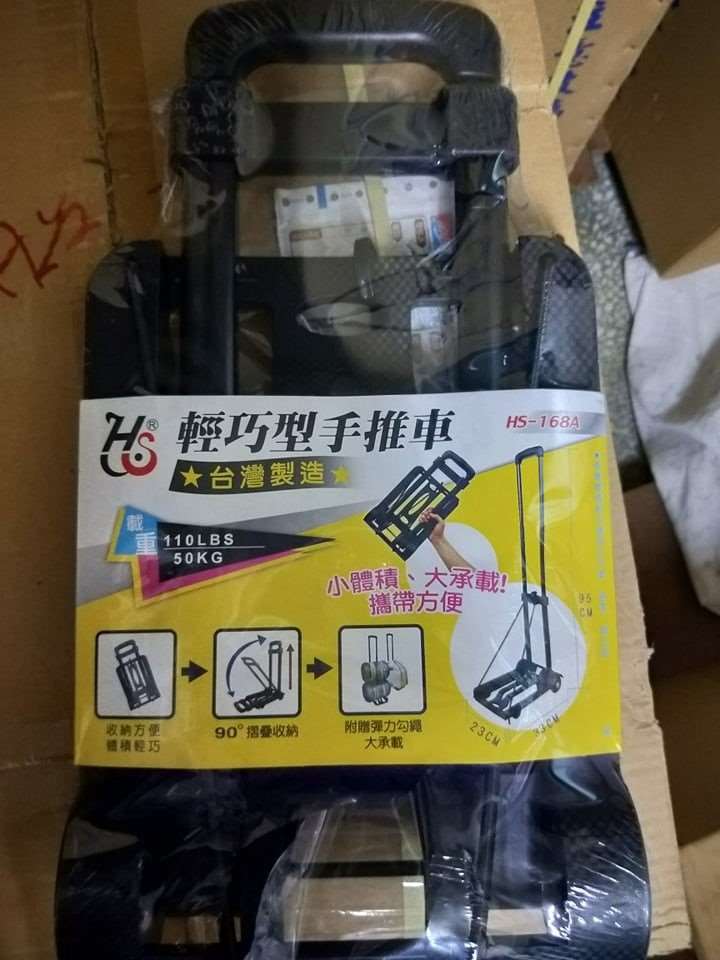 HS®
輕巧型手推車
HS-168A
★台灣製造★
載重
110LBS
50KG
小體積、大承載!
攜帶方便
95
CM
23CM
33CM
收納方便
體積輕巧
90° 摺疊收納
附贈彈力勾繩
大承載